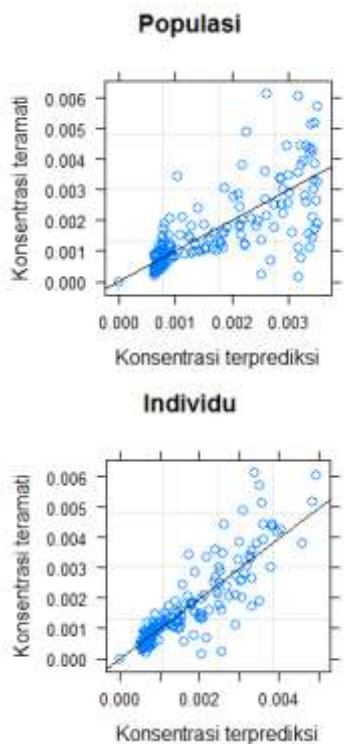 Populasi
Konsentrasi teramati
0.006
0.005
0.004
0.003
0.002
0.001
0.000
0.000 0.001 0.002 0.003
Konsentrasi terprediksi
Individu
Konsentrasi teramati
0.006
0.005
0.004
0.003
0.002
0.001
0.000
0.000 0.002 0.004
Konsentrasi terprediksi